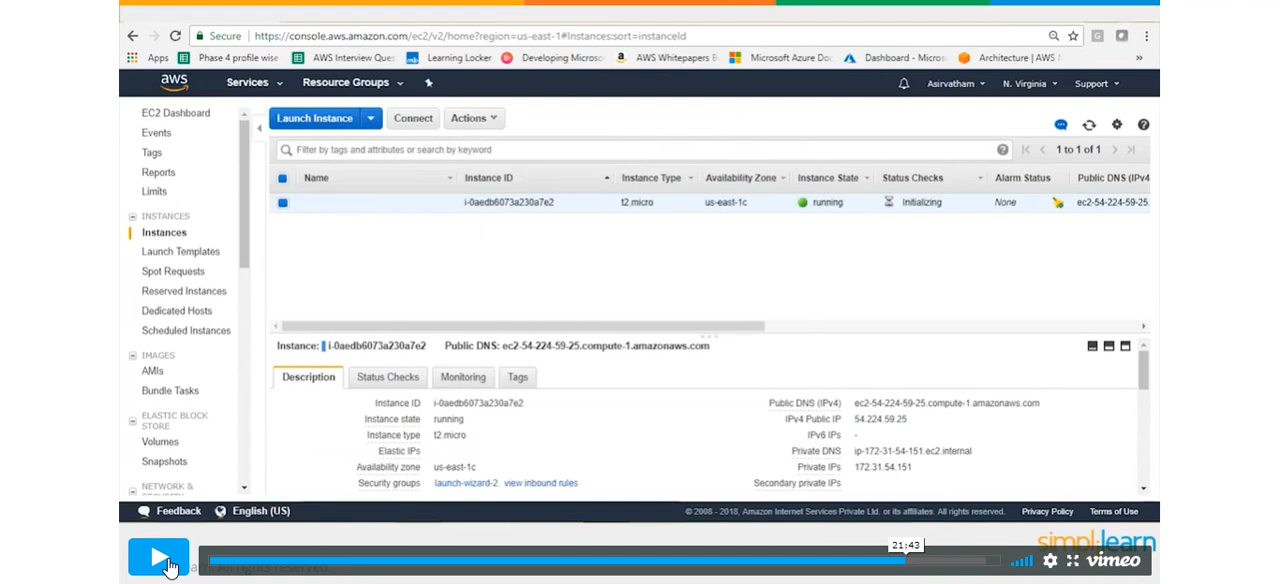 Secure https://console.aws.amazon.com/ec2/v2/home?region=us-east-1#Instances:sort=instanceId
Apps Phase 4 profile wise AWS Interview Ques Learning Locker Developing Microso AWS Whitepapers Microsoft Azure Doc Dashboard - Micros Architecture | AWS »
aws Services Resource Groups Asirvatham N. Virginia Support
EC2 Dashboard
Events
Tags
Reports
Limits
INSTANCES
Instances
Launch Templates
Spot Requests
Reserved Instances
Dedicated Hosts
Scheduled Instances
IMAGES
AMIs
Bundle Tasks
ELASTIC BLOCK
STORE
Volumes
Snapshots
NETWORK &
Launch Instance Connect Actions
Filter by tags and attributes or search by keyword 1 to 1 of 1
Name Instance ID Instance Type Availability Zone Instance State Status Checks Alarm Status Public DNS (IPv4
i-0aedb6073a230a7e2 t2.micro us-east-1c running Initializing None ec2-54-224-59-25.
Instance: i-0aedb6073a230a7e2 Public DNS: ec2-54-224-59-25.compute-1.amazonaws.com
Description Status Checks Monitoring Tags
Instance ID i-0aedb6073a230a7e2 Public DNS (IPv4) ec2-54-224-59-25.compute-1.amazonaws.com
Instance state running IPv4 Public IP 54.224.59.25
Instance type t2.micro IPv6 IPs -
Elastic IPs Private DNS ip-172-31-54-151.ec2.internal
Availability zone us-east-1c Private IPs 172.31.54.151
Security groups launch-wizard-2. view inbound rules Secondary private IPs
Feedback English (US) © 2008 - 2018, Amazon Internet Services Private Ltd. or its affiliates. All rights reserved. Privacy Policy Terms of Use
simplilearn
21:43
vimeo